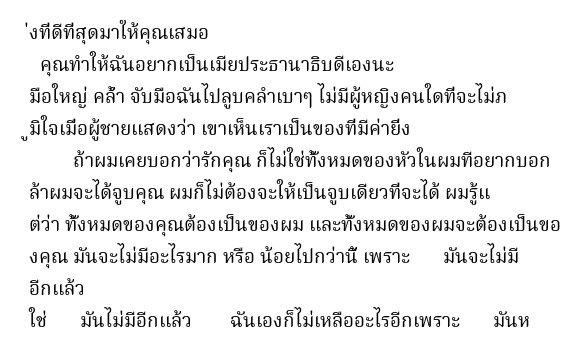 ่งที่ดีที่สุดมาให้คุณเสมอ
คุณทำให้ฉันอยากเป็นเมียประธานาธิบดีเองนะ
มือใหญ่ คล้ำ จับมือฉันไปลูบคลำเบาๆ ไม่มีผู้หญิงคนใดที่จะไม่ภ
ูมิใจเมื่อผู้ชายแสดงว่า เขาเห็นเราเป็นของที่มีค่ายิ่ง
ถ้าผมเคยบอกว่ารักคุณ ก็ไม่ใช่ทั้งหมดของหัวในผมที่อยากบอก
ล้าผมจะได้จูบคุณ ผมก็ไม่ต้องจะให้เป็นจูบเดียวที่จะได้ ผมรู้แ
ต่ว่า ทั้งหมดของคุณต้องเป็นของผม และทั้งหมดของผมจะต้องเป็นขอ
งคุณ มันจะไม่มีอะไรมาก หรือ น้อยไปกว่านี้ เพราะ มันจะไม่มี
อีกแล้ว
ใช่ มันไม่มีอีกแล้ว ฉันเองก็ไม่เหลืออะไรอีกเพราะ มันห